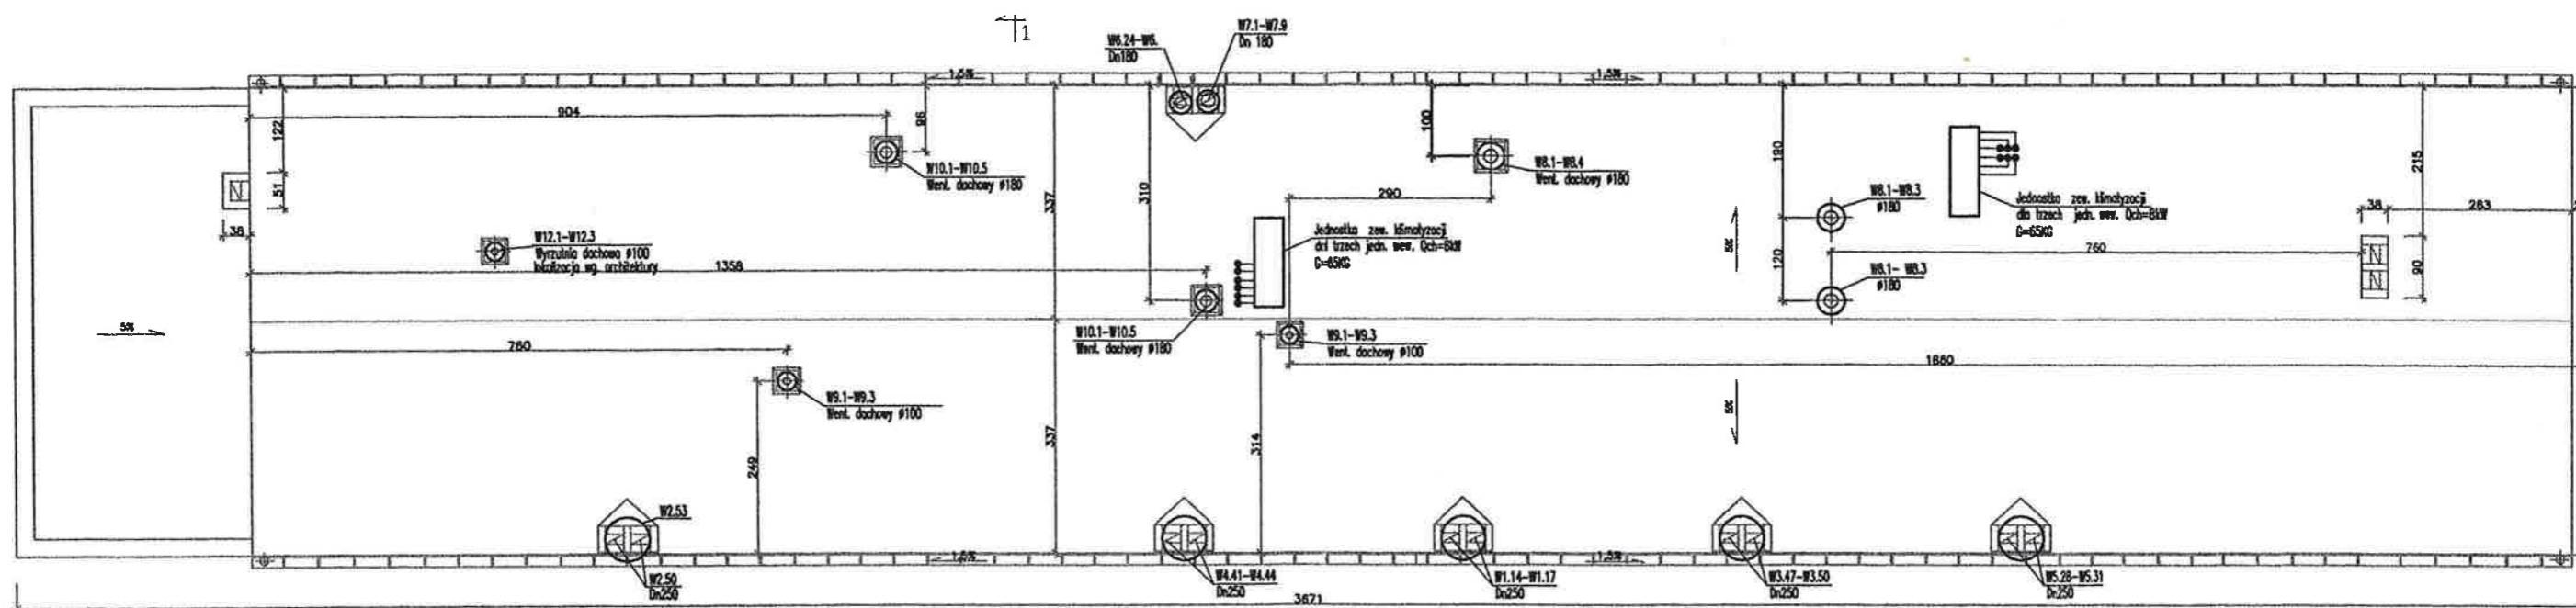 1
W6.24-W6.
Dn180
W7.1-W7.9
Dn 180
1,5%
1,5%
904
96
122
51
38
W10.1-W10.5
Went. dachowy ø180
W12.1-W12.3
Wyrzutnia dachowa ø100
lokalizacja wg. architektury
1358
337
310
100
W8.1-W8.4
Went. dachowy ø180
290
Jednostka zew. klimatyzacji
dla trzech jedn. wew. Qch=8kW
G=65KG
190
120
W8.1-W8.3
ø180
W8.1- W8.3
ø180
Jednostka zew. klimatyzacji
dla trzech jedn. wew. Qch=8kW
G=65KG
215
38
263
760
90
5%
5%
5%
760
W10.1-W10.5
Went. dachowy ø180
W9.1-W9.3
Went. dachowy ø100
1880
W9.1-W9.3
Went. dachowy ø100
249
337
314
W2.53
1,5%
1,5%
W2.50
Dn250
W4.41-W4.44
Dn250
W1.14-W1.17
Dn250
W3.47-W3.50
Dn250
W5.28-W5.31
Dn250
3671